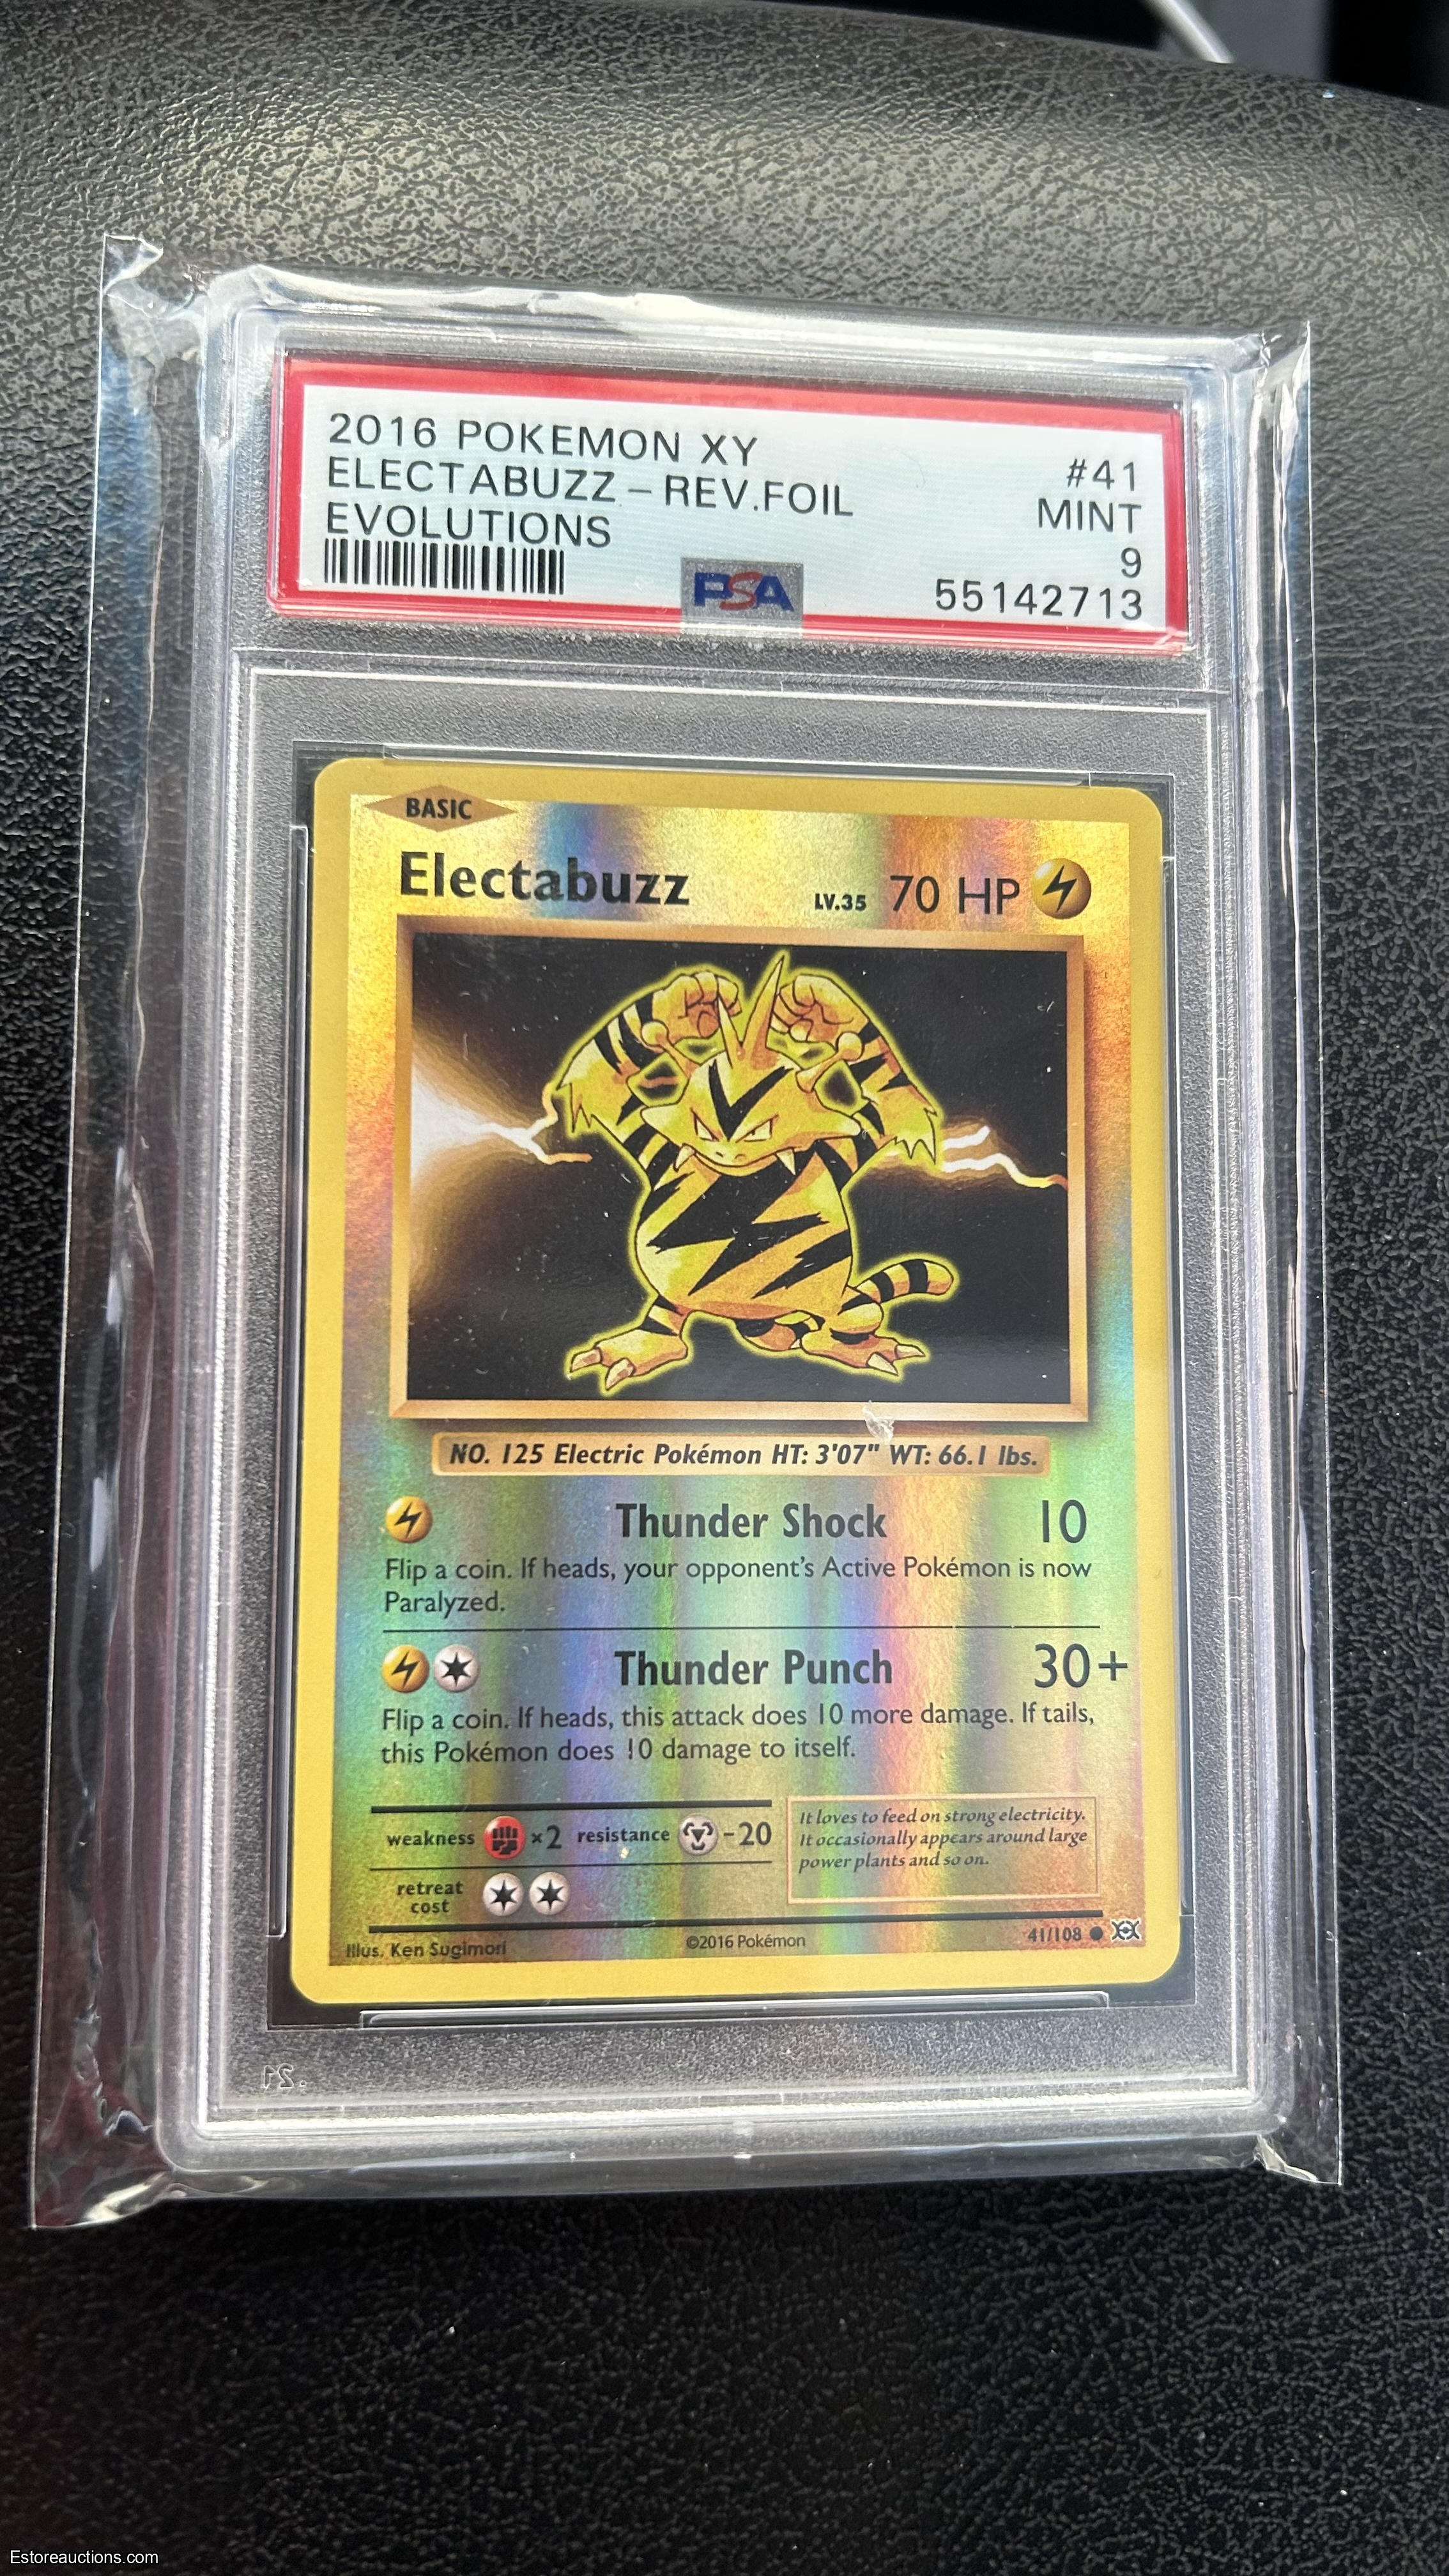 2016 POKEMON XY
ELECTABUZZ - REV.FOIL
EVOLUTIONS
#41
MINT
9
55142713
PSA
BASIC
Electabuzz
LV.35 70 HP
NO. 125 Electric Pokémon HT: 3'07" WT: 66.1 lbs.
Thunder Shock 10
Flip a coin. If heads, your opponent's Active Pokémon is now
Paralyzed.
Thunder Punch 30+
Flip a coin. If heads, this attack does 10 more damage. If tails,
this Pokémon does 10 damage to itself.
weakness ×2 resistance -20
retreat
cost
It loves to feed on strong electricity.
It occasionally appears around large
power plants and so on.
Illus. Ken Sugimori
©2016 Pokémon
41/108
Estoreauctions.com